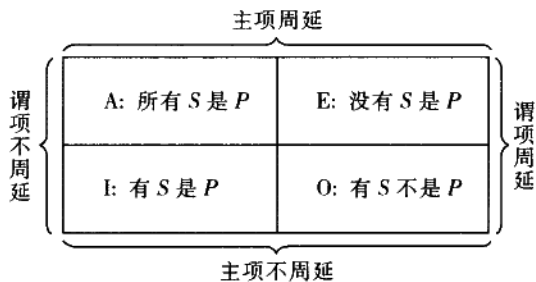 主项周延
谓项不周延
A: 所有 S 是 P
E: 没有 S 是 P
谓项周延
I: 有 S 是 P
O: 有 S 不是 P
主项不周延